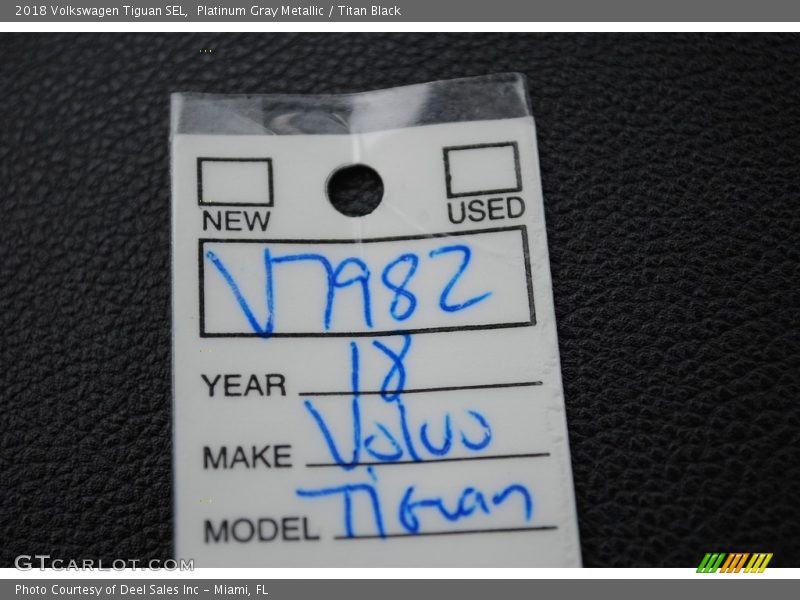 2018 Volkswagen Tiguan SEL,  Platinum Gray Metallic / Titan Black
NEW USED
V7982
YEAR 18
MAKE Volvo
MODEL Tiguan
GTCARLOT.COM
Photo Courtesy of Deel Sales Inc - Miami, FL